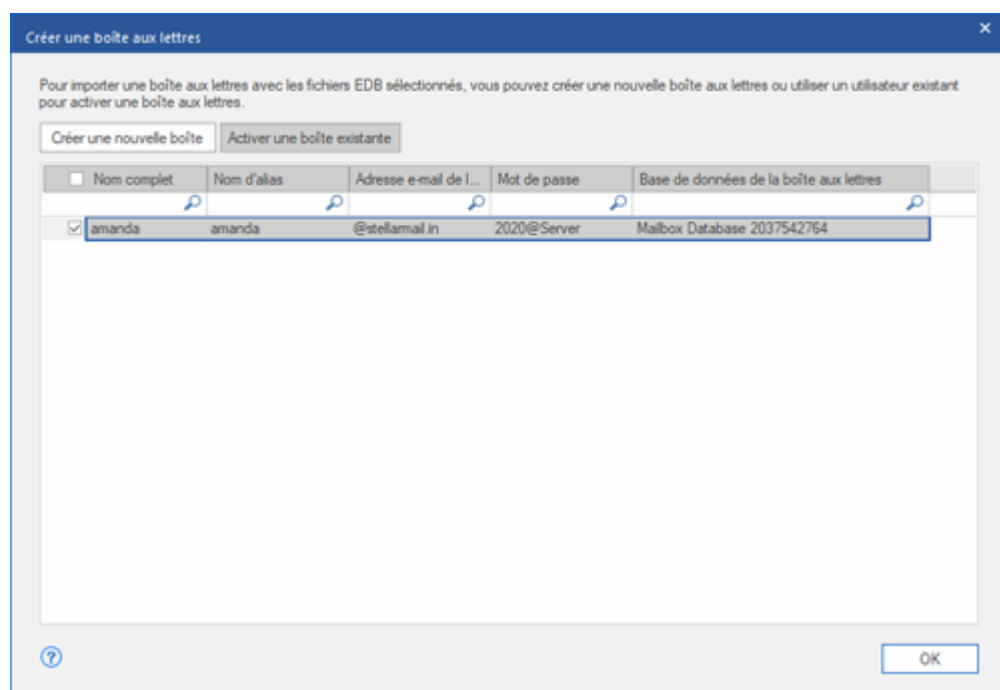 Créer une boîte aux lettres
Pour importer une boîte aux lettres avec les fichiers EDB sélectionnés, vous pouvez créer une nouvelle boîte aux lettres ou utiliser un utilisateur existant
pour activer une boîte aux lettres.
Créer une nouvelle boîte Activer une boîte existante
Nom complet Nom d'alias Adresse e-mail de l... Mot de passe Base de données de la boîte aux lettres
amanda amanda @stellarmail.in 2020@Server Mailbox Database 2037542764
OK